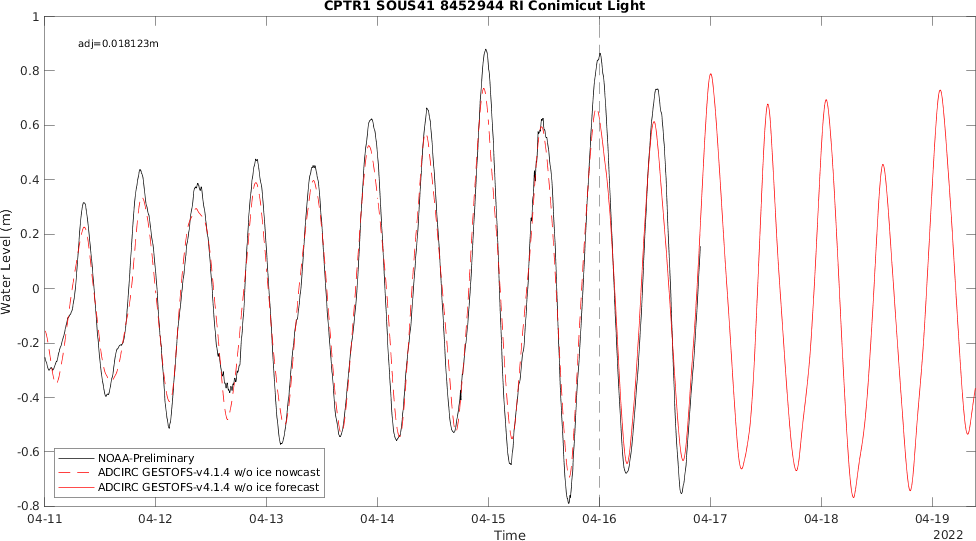 CPTR1 SOUS41 8452944 RI Conimicut Light
adj=0.018123m
1
0.8
0.6
0.4
0.2
0
-0.2
-0.4
-0.6
-0.8
Water Level (m)
NOAA-Preliminary
ADCIRC GESTOFS-v4.1.4 w/o ice nowcast
ADCIRC GESTOFS-v4.1.4 w/o ice forecast
04-11 04-12 04-13 04-14 04-15 04-16 04-17 04-18 04-19
Time
2022